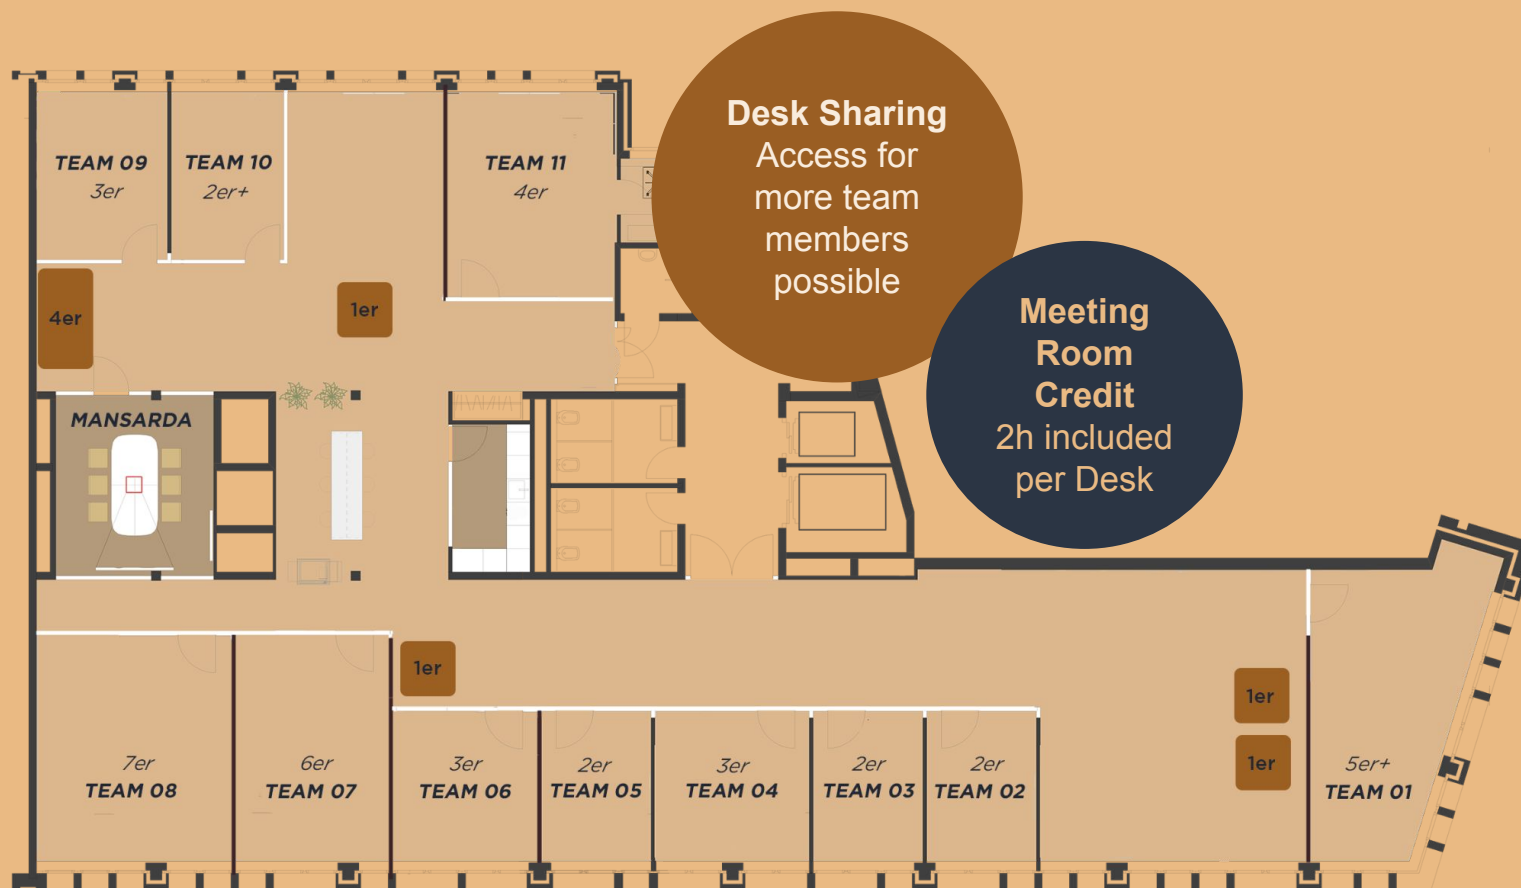 Desk Sharing
Access for
more team
members
possible
Meeting
Room
Credit
2h included
per Desk
TEAM 09
3er
TEAM 10
2er+
TEAM 11
4er
4er
1er
MANSARDA
1er
1er
1er
7er
TEAM 08
6er
TEAM 07
3er
TEAM 06
2er
TEAM 05
3er
TEAM 04
2er
TEAM 03
2er
TEAM 02
5er+
TEAM 01